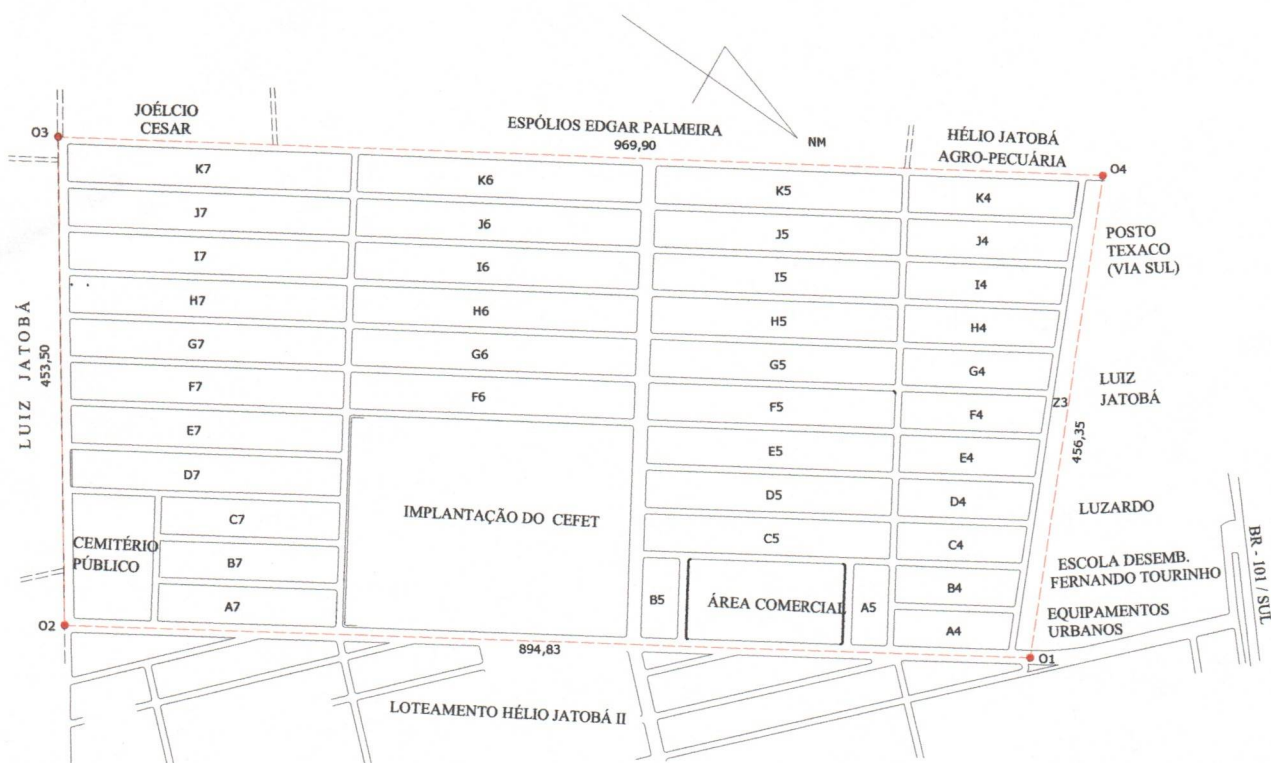 JOÉLCIO
CESAR
ESPÓLIOS EDGAR PALMEIRA
969,90
NM
HÉLIO JATOBÁ
AGRO-PECUÁRIA
O3
O4
K7
K6
K5
K4
J7
J6
J5
J4
POSTO
TEXACO
(VIA SUL)
I7
I6
I5
I4
H7
H6
H5
H4
LUIZ JATOBÁ
453,50
G7
G6
G5
G4
F7
F6
F5
F4
Z3
LUIZ
JATOBÁ
456,35
E7
E5
E4
D7
D5
D4
LUZARDO
C7
IMPLANTAÇÃO DO CEFET
C5
C4
CEMITÉRIO
PÚBLICO
B7
B5
ÁREA COMERCIAL
A5
B4
ESCOLA DESEMB.
FERNANDO TOURINHO
BR - 101 / SUL
A7
A4
EQUIPAMENTOS
URBANOS
O2
894,83
O1
LOTEAMENTO HÉLIO JATOBÁ II